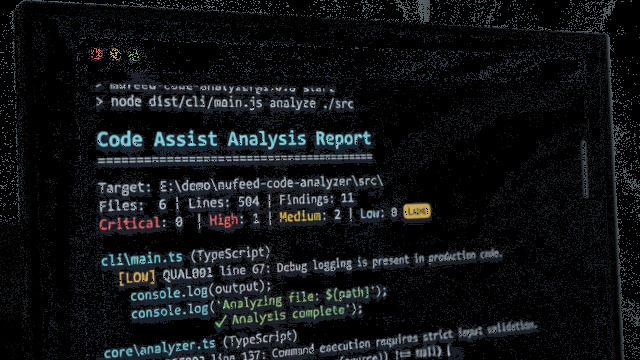 > node dist/cli/main.js analyze ./src
Code Assist Analysis Report
Target: E:\demo\mufeed-code-analyzer\src\
Files: 6 | Lines: 504 | Findings: 11
Critical: 0 | High: 1 | Medium: 2 | Low: 8
cli\main.ts (TypeScript)
[LOW] QUAL001 line 67: Debug logging is present in production code.
console.log(output);
console.log('Analyzing file: ${path}');
✓ Analysis complete');
core\analyzer.ts (TypeScript)
line 137: Command execution requires strict input validation.
!= null) {